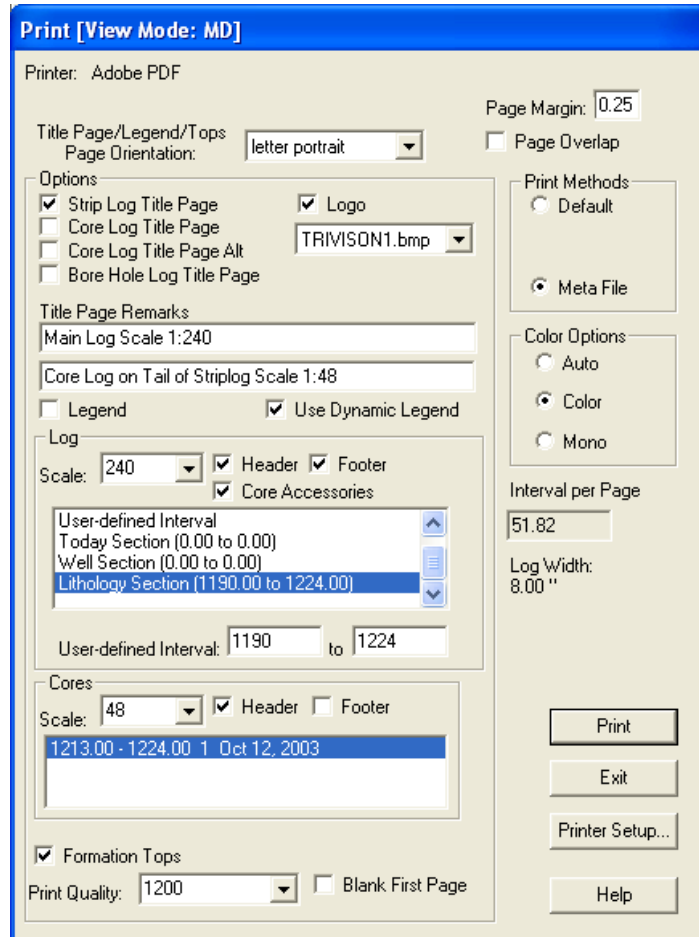 Print [View Mode: MD]
Printer: Adobe PDF
Page Margin: 0.25
Title Page/Legend/Tops
Page Orientation:
letter portrait
Page Overlap
Options
Strip Log Title Page
Logo
Core Log Title Page
TRIVISON1.bmp
Core Log Title Page Alt
Bore Hole Log Title Page
Title Page Remarks
Main Log Scale 1:240
Core Log on Tail of Striplog Scale 1:48
Legend
Use Dynamic Legend
Print Methods
Default
Meta File
Color Options
Auto
Color
Mono
Log
Scale: 240
Header
Footer
Core Accessories
User-defined Interval
Today Section (0.00 to 0.00)
Well Section (0.00 to 0.00)
Lithology Section (1190.00 to 1224.00)
User-defined Interval: 1190 to 1224
Interval per Page
51.82
Log Width:
8.00 "
Cores
Scale: 48
Header
Footer
1213.00 - 1224.00 1 Oct 12, 2003
Formation Tops
Print Quality: 1200
Blank First Page
Print
Exit
Printer Setup...
Help